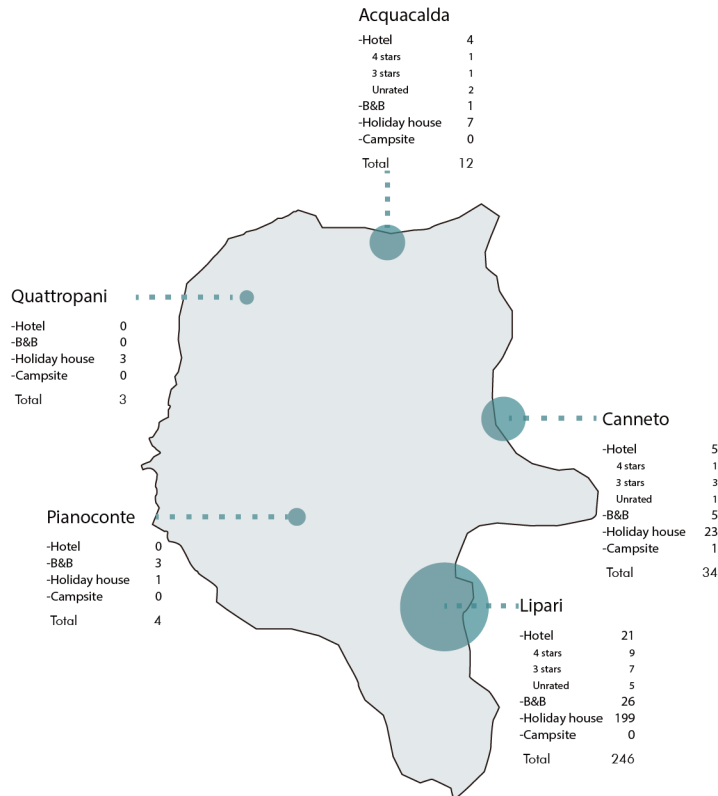 Acquacalda
-Hotel 4
4 stars 1
3 stars 1
Unrated 2
-B&B 1
-Holiday house 7
-Campsite 0
Total 12
Quattropani
-Hotel 0
-B&B 0
-Holiday house 3
-Campsite 0
Total 3
Canneto
-Hotel 5
4 stars 1
3 stars 3
Unrated 1
-B&B 5
-Holiday house 23
-Campsite 1
Total 34
Pianoconte
-Hotel 0
-B&B 3
-Holiday house 1
-Campsite 0
Total 4
Lipari
-Hotel 21
4 stars 9
3 stars 7
Unrated 5
-B&B 26
-Holiday house 199
-Campsite 0
Total 246